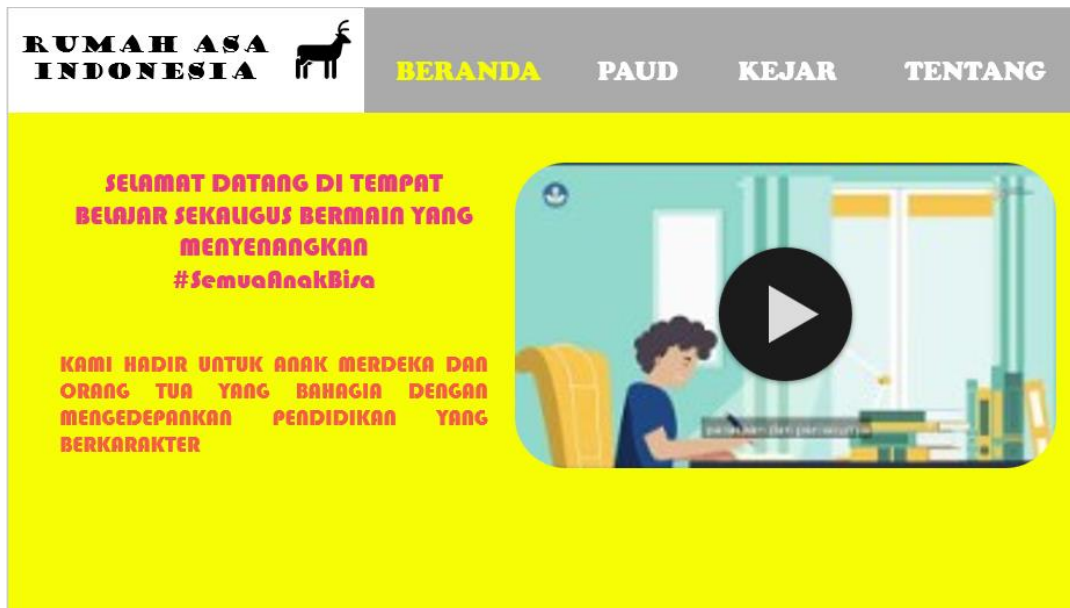 RUMAH ASA
INDONESIA
BERANDA PAUD KEJAR TENTANG
SELAMAT DATANG DI TEMPAT
BELAJAR SEKALIGUS BERMAIN YANG
MENYENANGKAN
#SemuaAnakBisa
KAMI HADIR UNTUK ANAK MERDEKA DAN
ORANG TUA YANG BAHAGIA DENGAN
MENGEDEPANKAN PENDIDIKAN YANG
BERKARAKTER